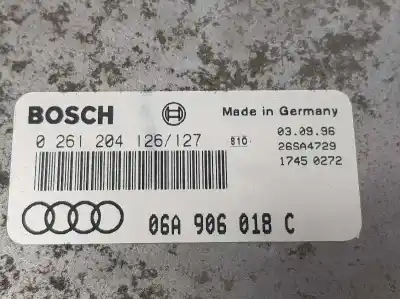 BOSCH
Made in Germany
0 261 204 126/127
810
03.09.96
26SA4729
1745 0272
06A 906 018 C